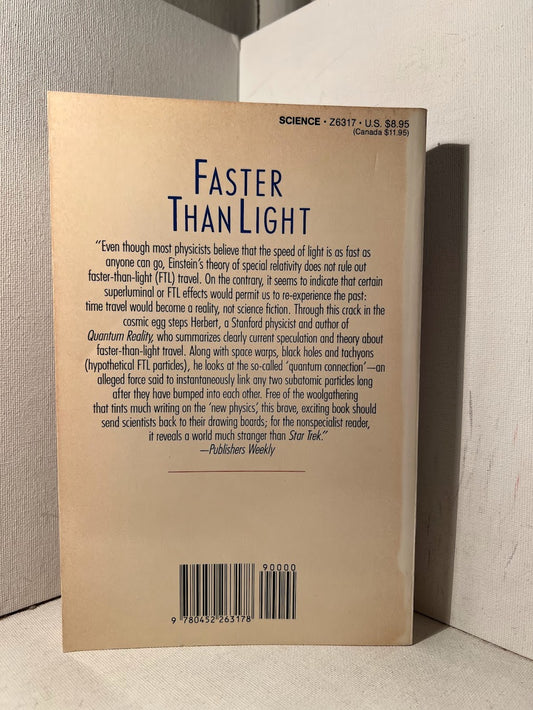 SCIENCE • Z6317 • U.S. $8.95
(Canada $11.95)
FASTER
THAN LIGHT
"Even though most physicists believe that the speed of light is as fast as
anyone can go, Einstein's theory of special relativity does not rule out
faster-than-light (FTL) travel. On the contrary, it seems to indicate that certain
superluminal or FTL effects would permit us to re-experience the past:
time travel would become a reality, not science fiction. Through this crack in the
cosmic egg steps Herbert, a Stanford physicist and author of
Quantum Reality, who summarizes clearly current speculation and theory about
faster-than-light travel. Along with space warps, black holes and tachyons
(hypothetical FTL particles), he looks at the so-called 'quantum connection'—an
alleged force said to instantaneously link any two subatomic particles long
after they have bumped into each other. Free of the woolgathering
that tints much writing on the 'new physics,' this brave, exciting book should
send scientists back to their drawing boards; for the nonspecialist reader,
it reveals a world much stranger than Star Trek."
—Publishers Weekly
90000
9 780452 263178